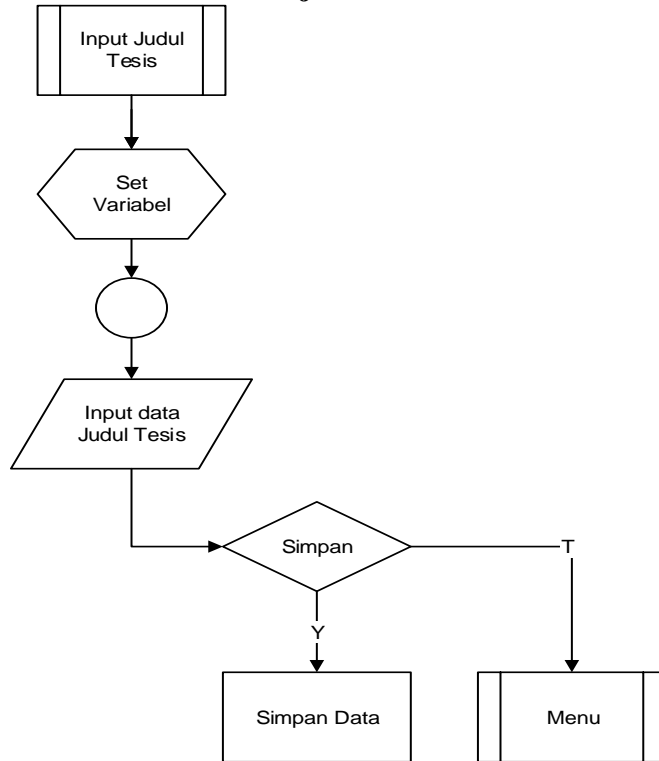 Input Judul
Tesis
Set
Variabel
Input data
Judul Tesis
Simpan
T
Y
Simpan Data
Menu